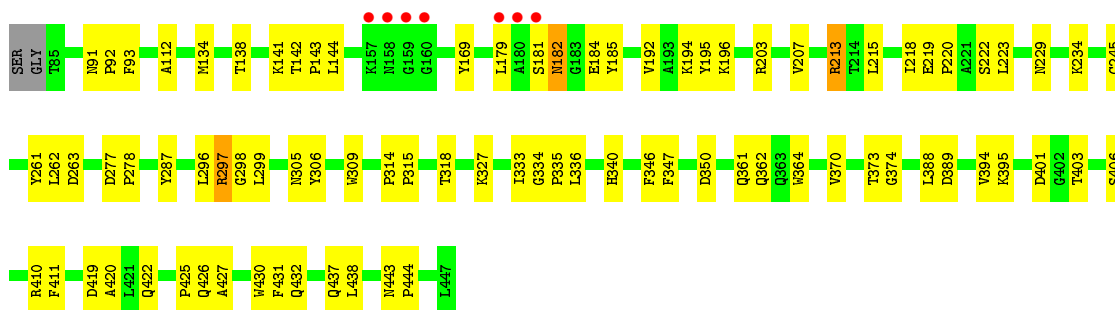 SER GLY T85 N91 P92 F93 A112 M134 T138 K141 T142 P143 L144 K157 N158 G159 G160 Y169 L179 A180 S181 N182 G183 E184 Y185 V192 A193 K194 Y195 K196 R203 V207 R213 T214 L215 I218 E219 P220 A221 S222 L223 N229 K234
Y261 L262 D263 D277 P278 Y287 L296 R297 G298 L299 N305 Y306 W309 P314 P315 T318 K327 I333 G334 P335 L336 H340 F346 F347 D350 Q361 Q362 Q363 W364 V370 T373 G374 L388 D389 V394 K395 D401 G402 T403
R410 F411 D419 A420 L421 Q422 P425 Q426 A427 W430 F431 Q432 Q437 L438 N443 P444 L447